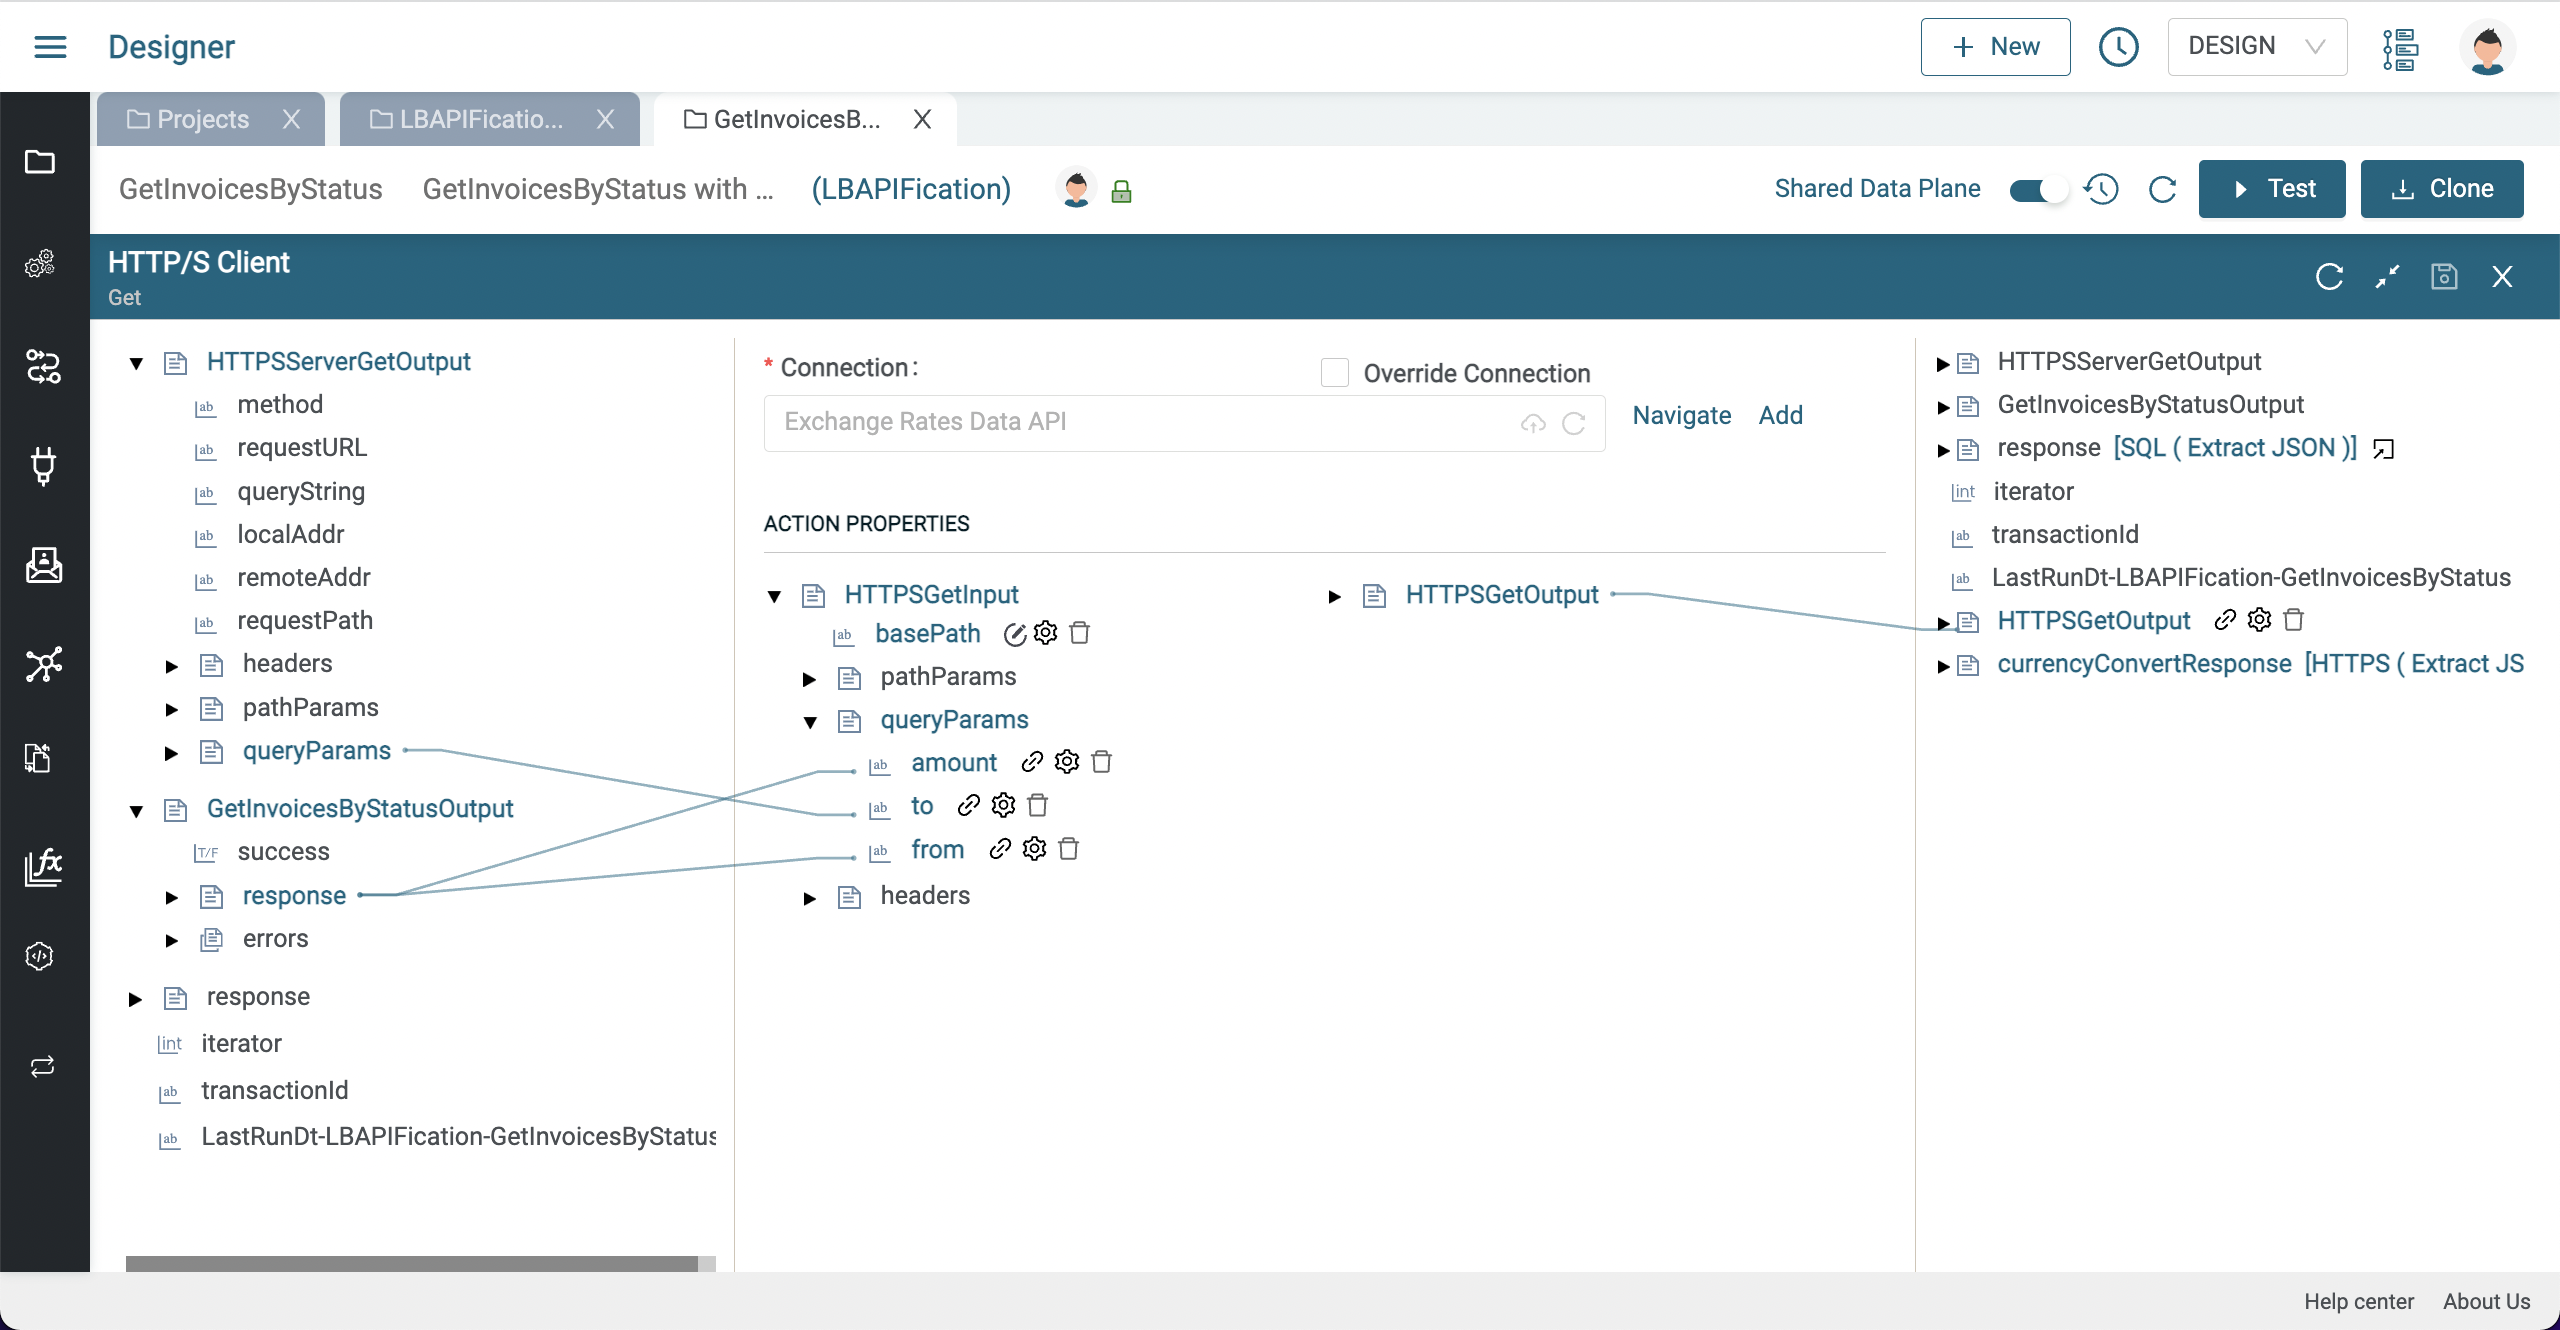 Designer
New
DESIGN
Projects
LBAPIFicatio...
GetInvoicesB...
GetInvoicesByStatus GetInvoicesByStatus with ... (LBAPIFication)
Shared Data Plane
Test
Clone
HTTP/S Client
Get
HTTPSServerGetOutput
ab method
ab requestURL
ab queryString
ab localAddr
ab remoteAddr
ab requestPath
headers
pathParams
queryParams
GetInvoicesByStatusOutput
T/F success
response
errors
response
int iterator
ab transactionId
ab LastRunDt-LBAPIFication-GetInvoicesByStatus
* Connection:
Override Connection
Exchange Rates Data API
Navigate Add
ACTION PROPERTIES
HTTPSGetInput
ab basePath
pathParams
queryParams
ab amount
ab to
ab from
headers
HTTPSGetOutput
HTTPSServerGetOutput
GetInvoicesByStatusOutput
response [SQL ( Extract JSON )]
int iterator
ab transactionId
ab LastRunDt-LBAPIFication-GetInvoicesByStatus
HTTPSGetOutput
currencyConvertResponse [HTTPS ( Extract JS
Help center About Us